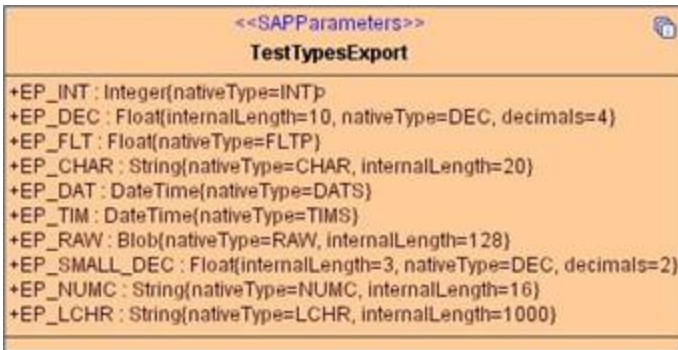 <<SAPParameters>>
TestTypesExport
+EP_INT : Integer{nativeType=INT}
+EP_DEC : Float{internalLength=10, nativeType=DEC, decimals=4}
+EP_FLT : Float{nativeType=FLTP}
+EP_CHAR : String{nativeType=CHAR, internalLength=20}
+EP_DAT : DateTime{nativeType=DATS}
+EP_TIM : DateTime{nativeType=TIMS}
+EP_RAW : Blob{nativeType=RAW, internalLength=128}
+EP_SMALL_DEC : Float{internalLength=3, nativeType=DEC, decimals=2}
+EP_NUMC : String{nativeType=NUMC, internalLength=16}
+EP_LCHR : String{nativeType=LCHR, internalLength=1000}